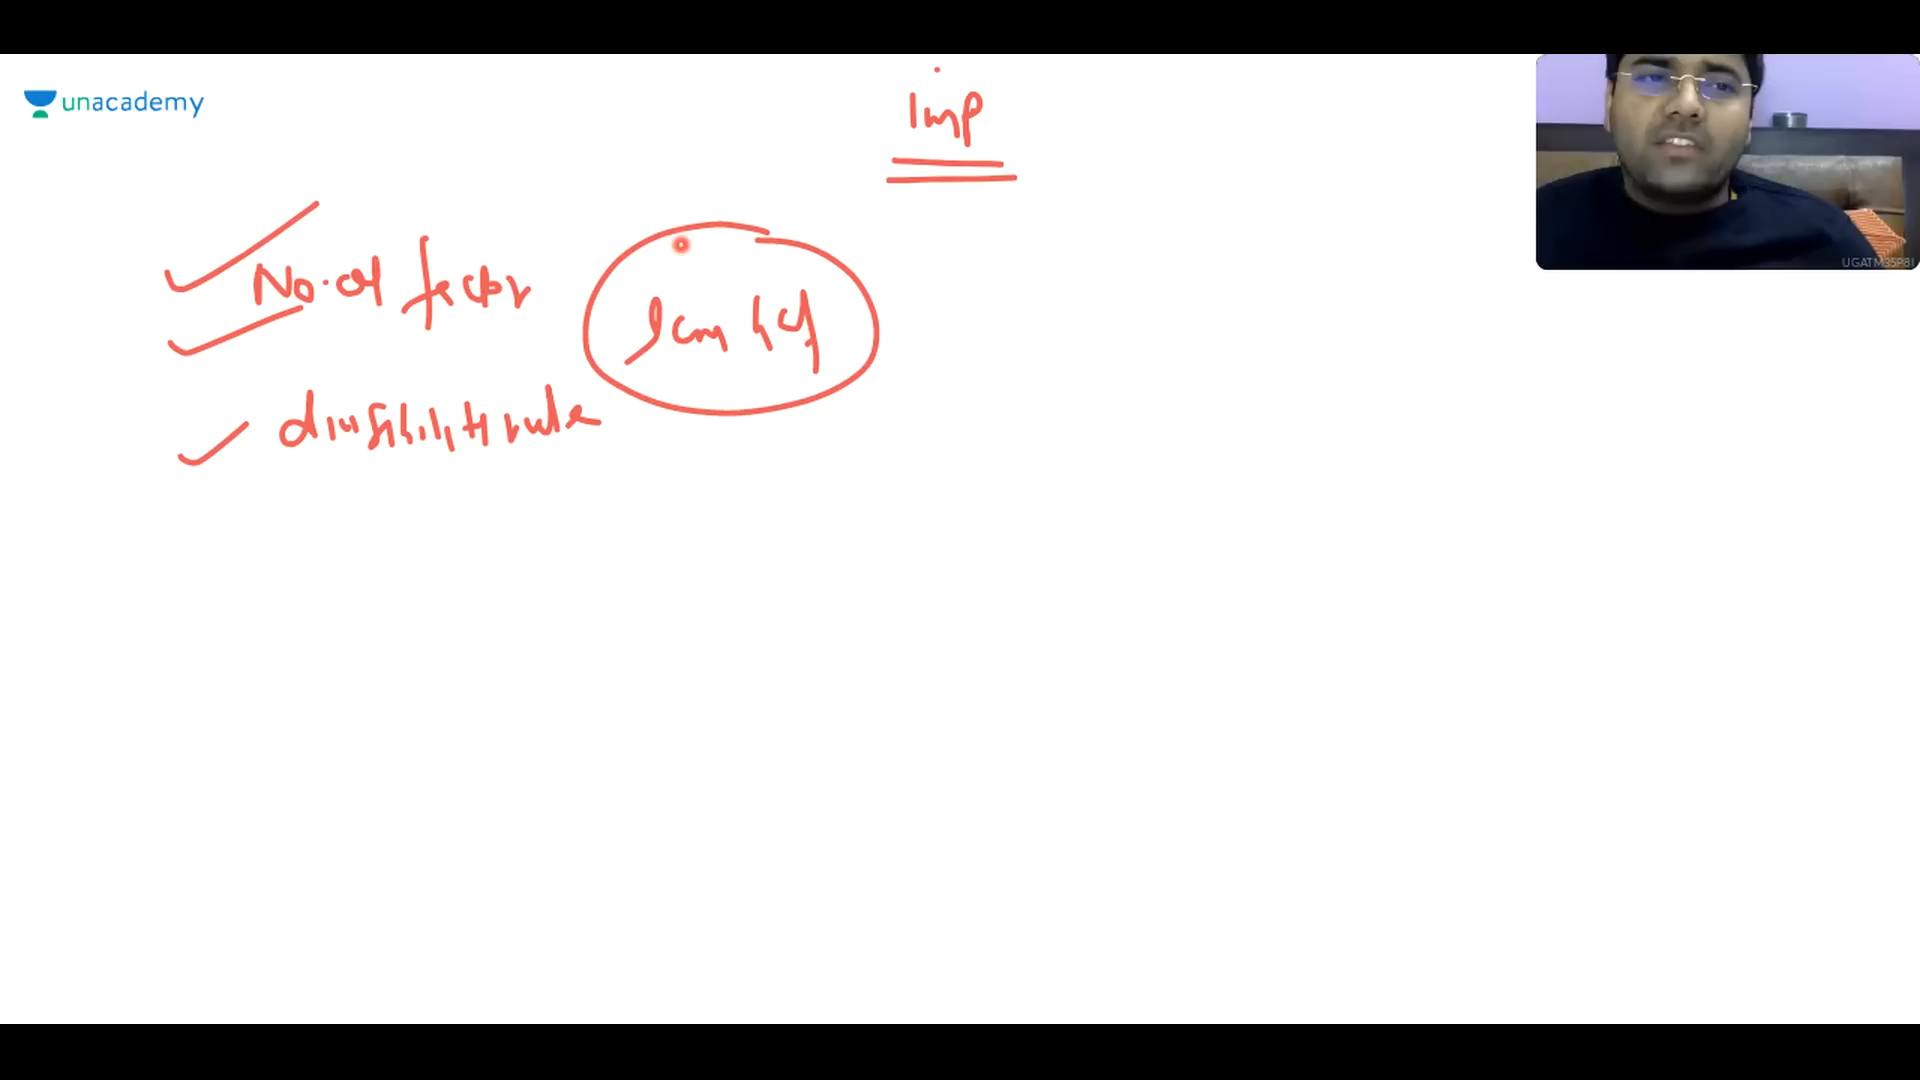 Imp
unacademy
No. of factor
lcm hcf
divisibility rule
UGATM35P8I